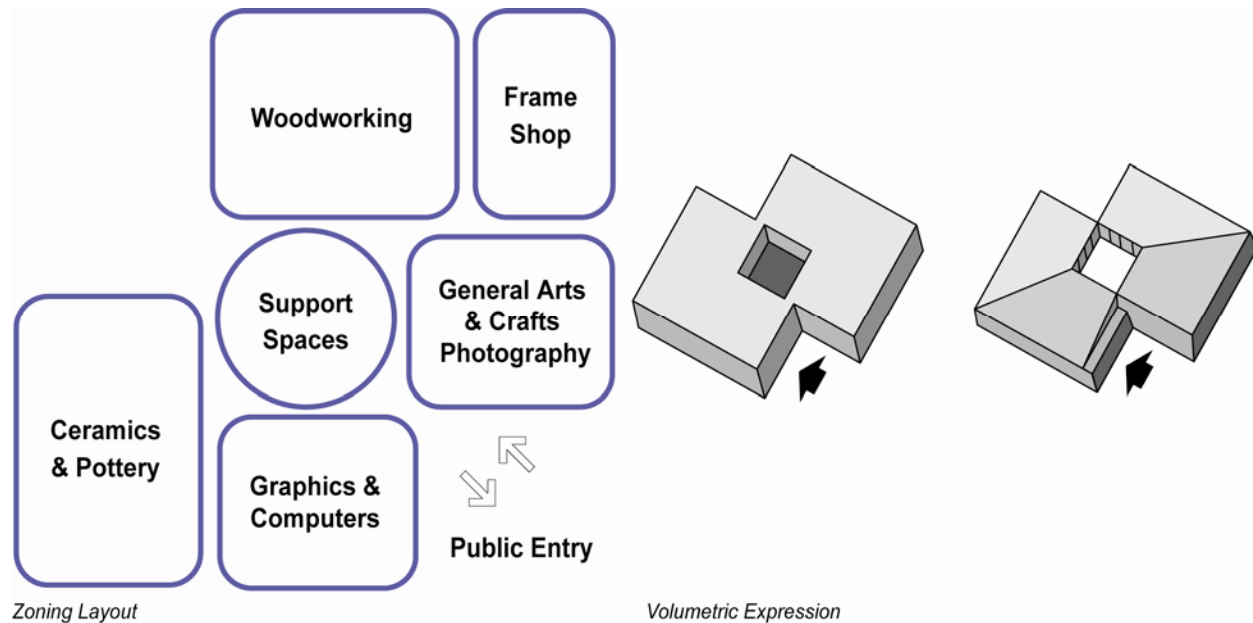 Woodworking
Frame
Shop
Support
Spaces
General Arts
& Crafts
Photography
Ceramics
& Pottery
Graphics &
Computers
Public Entry
Zoning Layout
Volumetric Expression